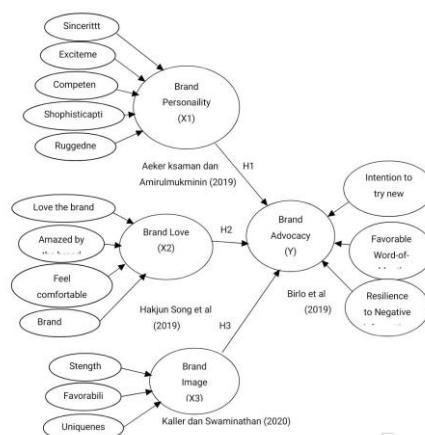 Sincerittt
Exciteme
Competen
Shophisticapti
Ruggedne
Brand
Personaility
(X1)
H1
Aeker ksaman dan
Amirulmukminin (2019)
Love the brand
Amazed by
Feel
comfortable
Brand
Brand Love
(X2)
H2
Hakjun Song et al
(2019)
H3
Brand
Advocacy
(Y)
Intention to
try new
Favorable
Word-of-
Resilience
to Negative
Birlo et al
(2019)
Stength
Favorabili
Uniquenes
Brand
Image
(X3)
Kaller dan Swaminathan (2020)